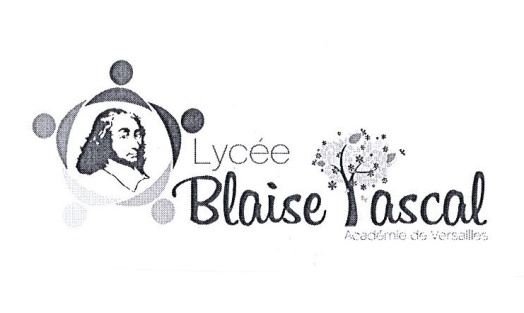 Lycée
Blaise Pascal
Académie de Versailles